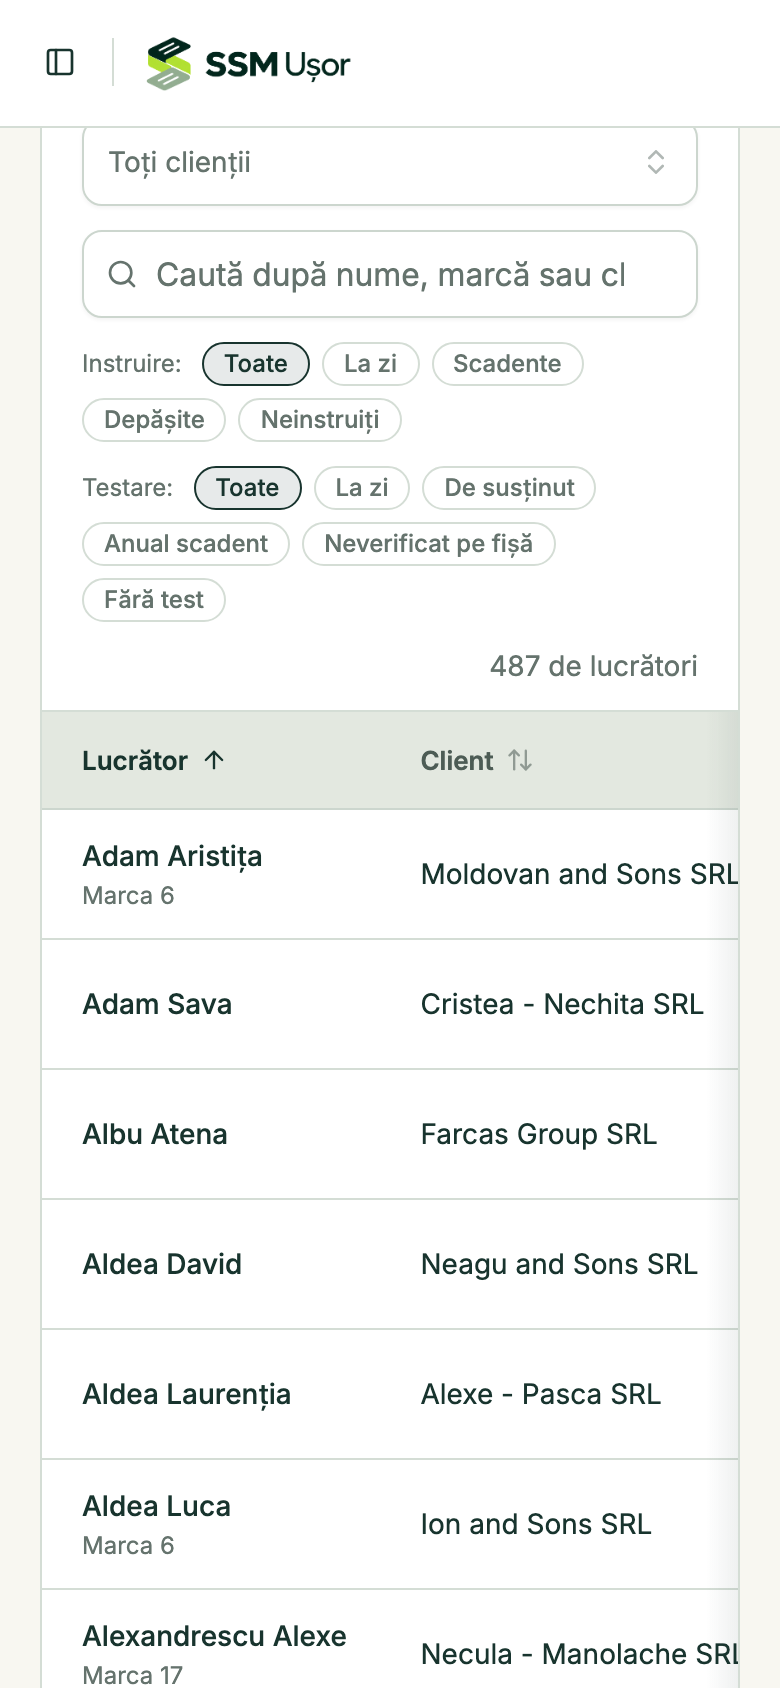 SSM Ușor
Toți clienții
Caută după nume, marcă sau cl
Instruire: Toate La zi Scadente
Depășite Neinstruiți
Testare: Toate La zi De susținut
Anual scadent Neverificat pe fișă
Fără test
487 de lucrători
Lucrător Client
Adam Aristița
Marca 6
Moldovan and Sons SRL
Adam Sava Cristea - Nechita SRL
Albu Atena Farcas Group SRL
Aldea David Neagu and Sons SRL
Aldea Laurenția Alexe - Pasca SRL
Aldea Luca
Marca 6
Ion and Sons SRL
Alexandrescu Alexe
Marca 17
Necula - Manolache SRL